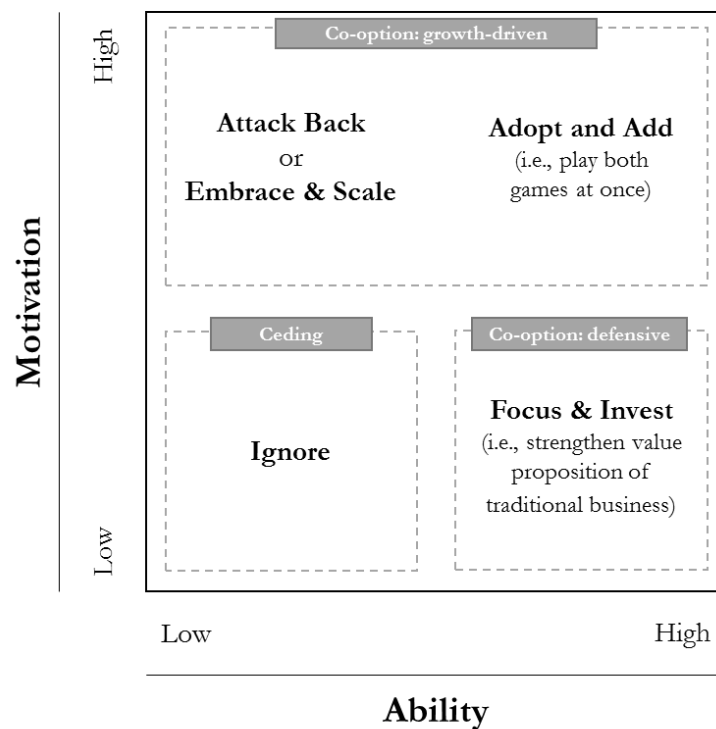 Co-option: growth-driven
High
Attack Back
or
Embrace & Scale
Adopt and Add
(i.e., play both
games at once)
Motivation
Ceding
Co-option: defensive
Ignore
Focus & Invest
(i.e., strengthen value
proposition of
traditional business)
Low
Low
High
Ability